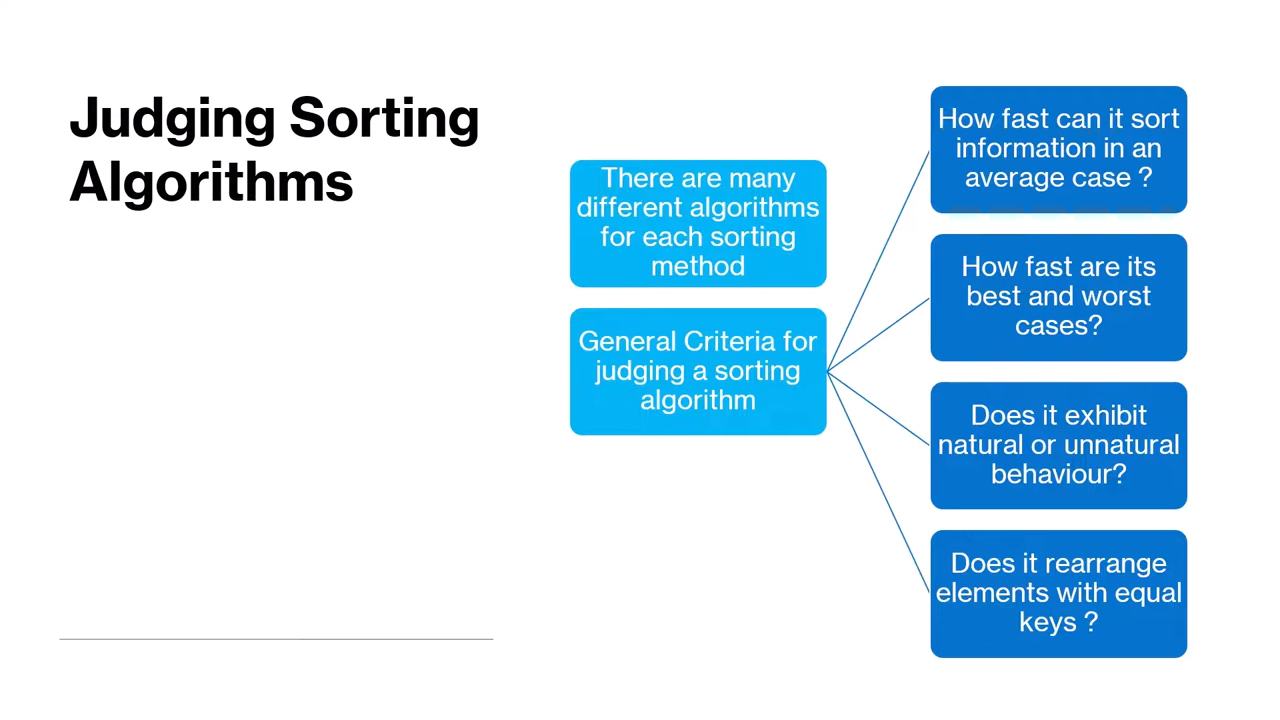 Judging Sorting
Algorithms
There are many
different algorithms
for each sorting
method
General Criteria for
judging a sorting
algorithm
How fast can it sort
information in an
average case ?
How fast are its
best and worst
cases?
Does it exhibit
natural or unnatural
behaviour?
Does it rearrange
elements with equal
keys ?